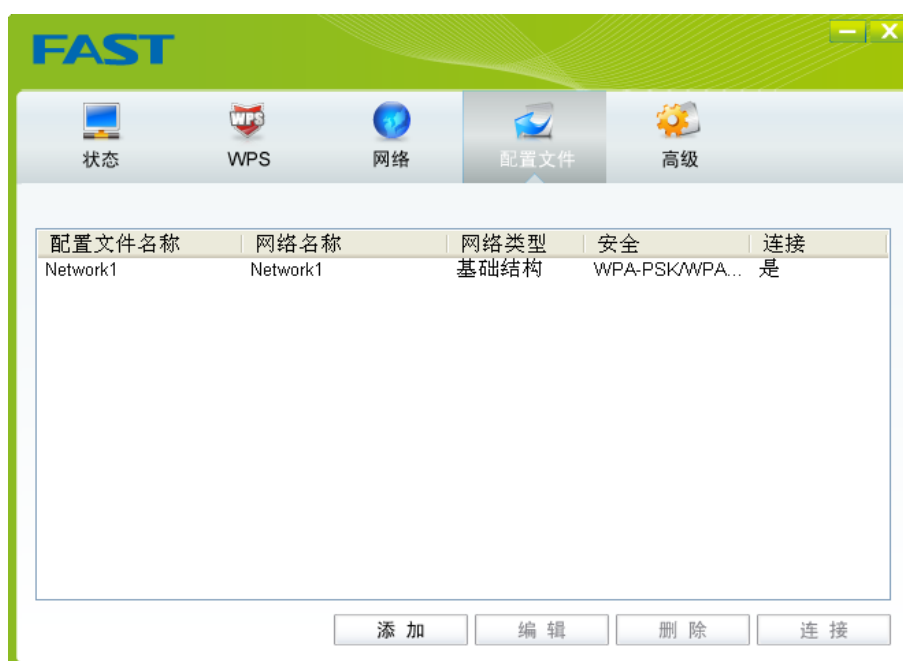 FAST
WPS
状态 WPS 网络 配置文件 高级
配置文件名称 网络名称 网络类型 安全 连接
Network1 Network1 基础结构 WPA-PSK/WPA... 是
添加 编辑 删除 连接